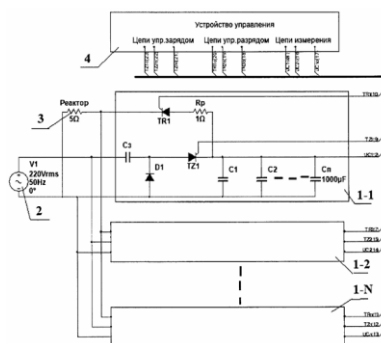 Устройство управления
Цепи упр.зарядом Цепи упр.разрядом Цепи измерения
4
3
Реактор
5Ω
TR1
Rp
1Ω
Cз
V1
220Vrms
50Hz
0°
D1
TZ1
C1
C2
Cn
1000μF
2
1-1
1-2
1-N